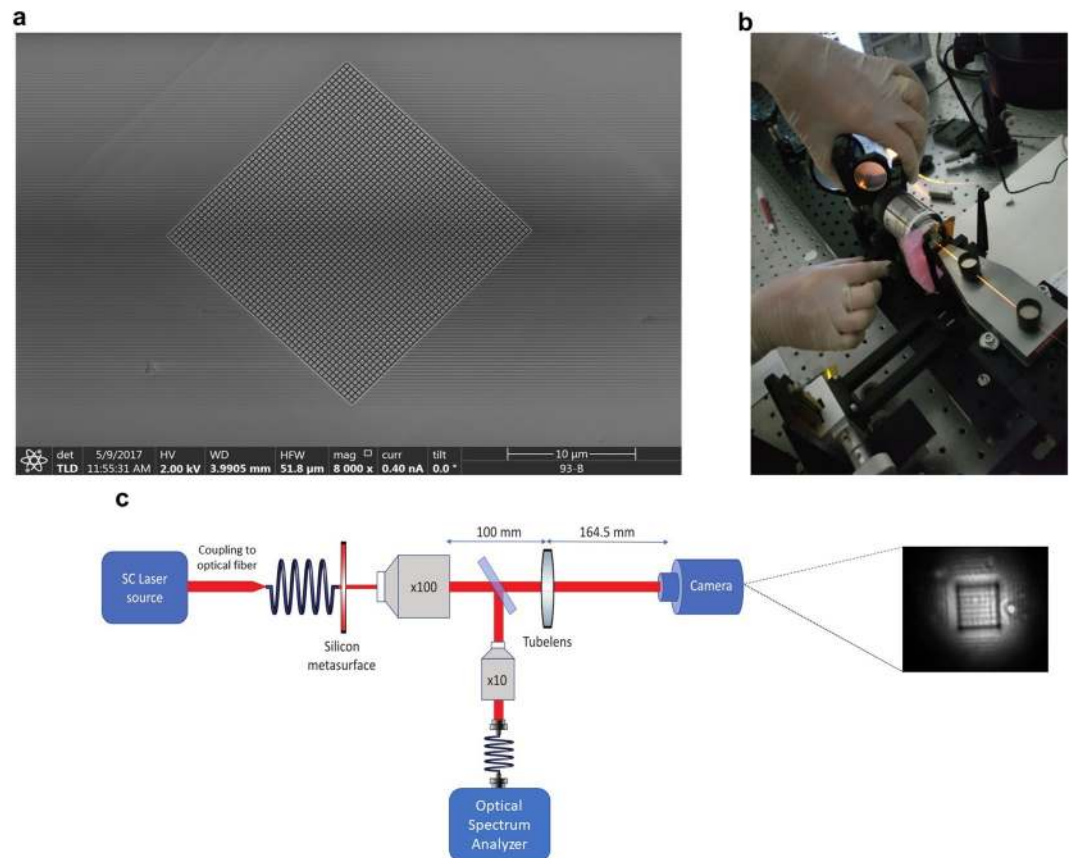 a
b
det 5/9/2017 HV WD HFW mag curr tilt 10 µm
TLD 11:55:31 AM 2.00 kV 3.9905 mm 51.8 µm 8 000 x 0.40 nA 0.0 ° 93-B
c
100 mm 164.5 mm
Coupling to
optical fiber
SC Laser
source
x100
Camera
Silicon
metasurface
Tubelens
x10
Optical
Spectrum
Analyzer